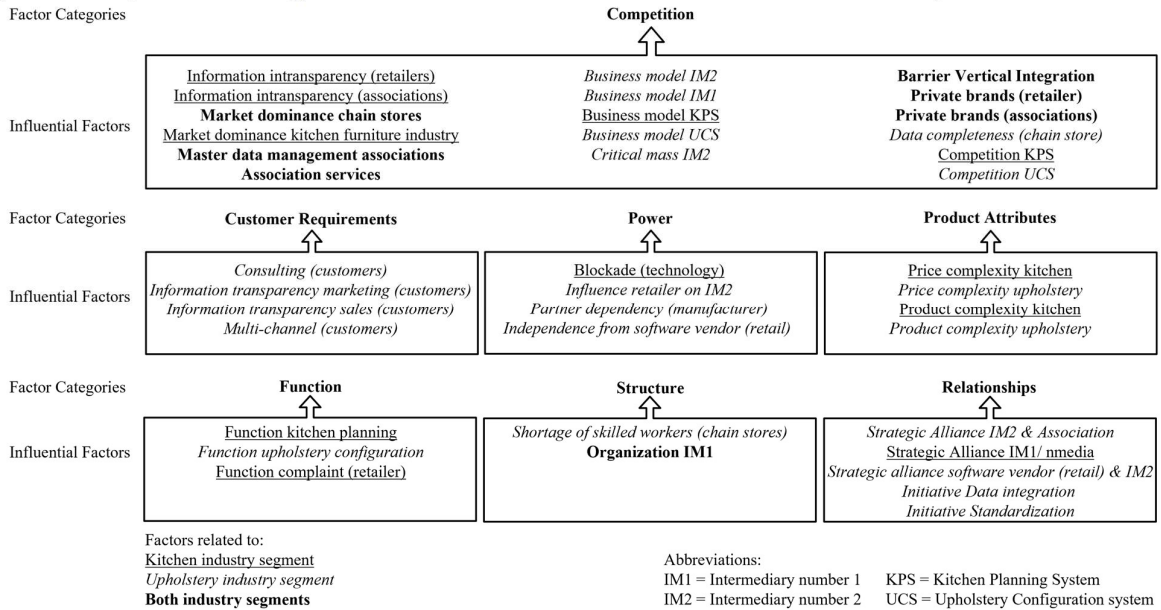 Factor Categories
Competition
Influential Factors
Information intransparency (retailers)
Information intransparency (associations)
Market dominance chain stores
Market dominance kitchen furniture industry
Master data management associations
Association services
Business model IM2
Business model IM1
Business model KPS
Business model UCS
Critical mass IM2
Barrier Vertical Integration
Private brands (retailer)
Private brands (associations)
Data completeness (chain store)
Competition KPS
Competition UCS
Factor Categories
Customer Requirements
Power
Product Attributes
Influential Factors
Consulting (customers)
Information transparency marketing (customers)
Information transparency sales (customers)
Multi-channel (customers)
Blockade (technology)
Influence retailer on IM2
Partner dependency (manufacturer)
Independence from software vendor (retail)
Price complexity kitchen
Price complexity upholstery
Product complexity kitchen
Product complexity upholstery
Factor Categories
Function
Structure
Relationships
Influential Factors
Function kitchen planning
Function upholstery configuration
Function complaint (retailer)
Shortage of skilled workers (chain stores)
Organization IM1
Strategic Alliance IM2 & Association
Strategic Alliance IM1/ nmedia
Strategic alliance software vendor (retail) & IM2
Initiative Data integration
Initiative Standardization
Factors related to:
Kitchen industry segment
Upholstery industry segment
Both industry segments
Abbreviations:
IM1 = Intermediary number 1
IM2 = Intermediary number 2
KPS = Kitchen Planning System
UCS = Upholstery Configuration system